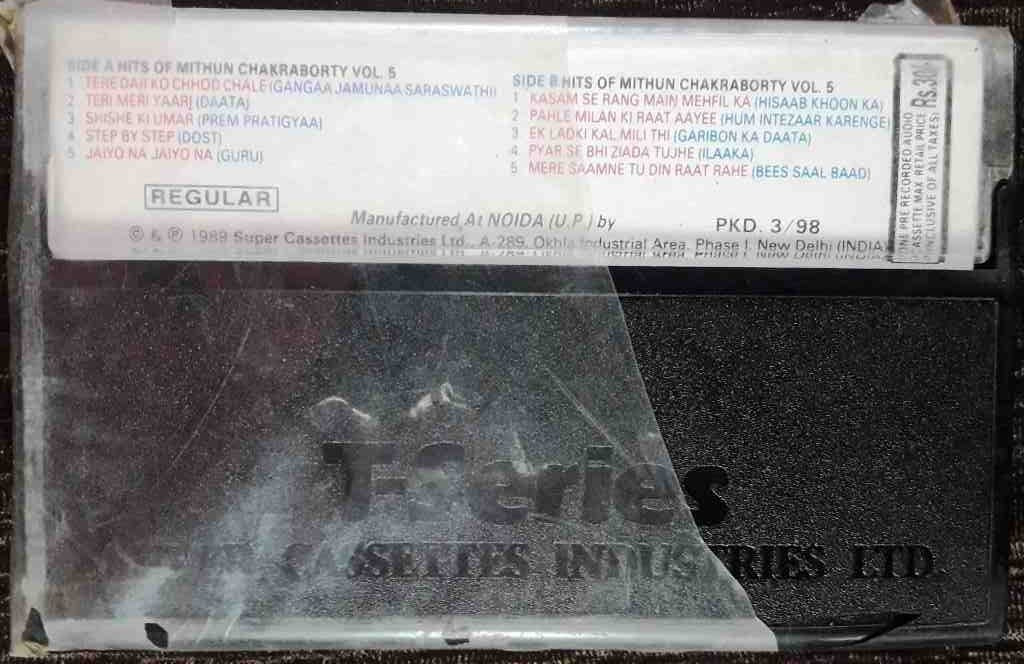 SIDE A HITS OF MITHUN CHAKRABORTY VOL. 5
1 TERE DAR KO CHHOD CHALE (GANGAA JAMUNAA SARASWATHI)
2 TERI MERI YAARI (DAATA)
3 SHISHE KI UMAR (PREM PRATIGYAA)
4 STEP BY STEP (DOST)
5 JAIYO NA JAIYO NA (GURU)
SIDE B HITS OF MITHUN CHAKRABORTY VOL. 5
1 KASAM SE RANG MAIN MEHFIL KA (HISAAB KHOON KA)
2 PAHLE MILAN KI RAAT AAYEE (HUM INTEZAAR KARENGE)
3 EK LADKI KAL MILI THI (GARIBON KA DAATA)
4 PYAR SE BHI ZIADA TUJHE (ILAAKA)
5 MERE SAAMNE TU DIN RAAT RAHE (BEES SAAL BAAD)
REGULAR
Manufactured At NOIDA (U.P.) by
PKD. 3/98
© & ℗ 1989 Super Cassettes Industries Ltd., A-289, Okhla Industrial Area, Phase I, New Delhi (INDIA)
ONE PRE RECORDED AUDIO
CASSETTE MAX. RETAIL PRICE Rs.30/-
(INCLUSIVE OF ALL TAXES)
T-Series
SUPER CASSETTES INDUSTRIES LTD.